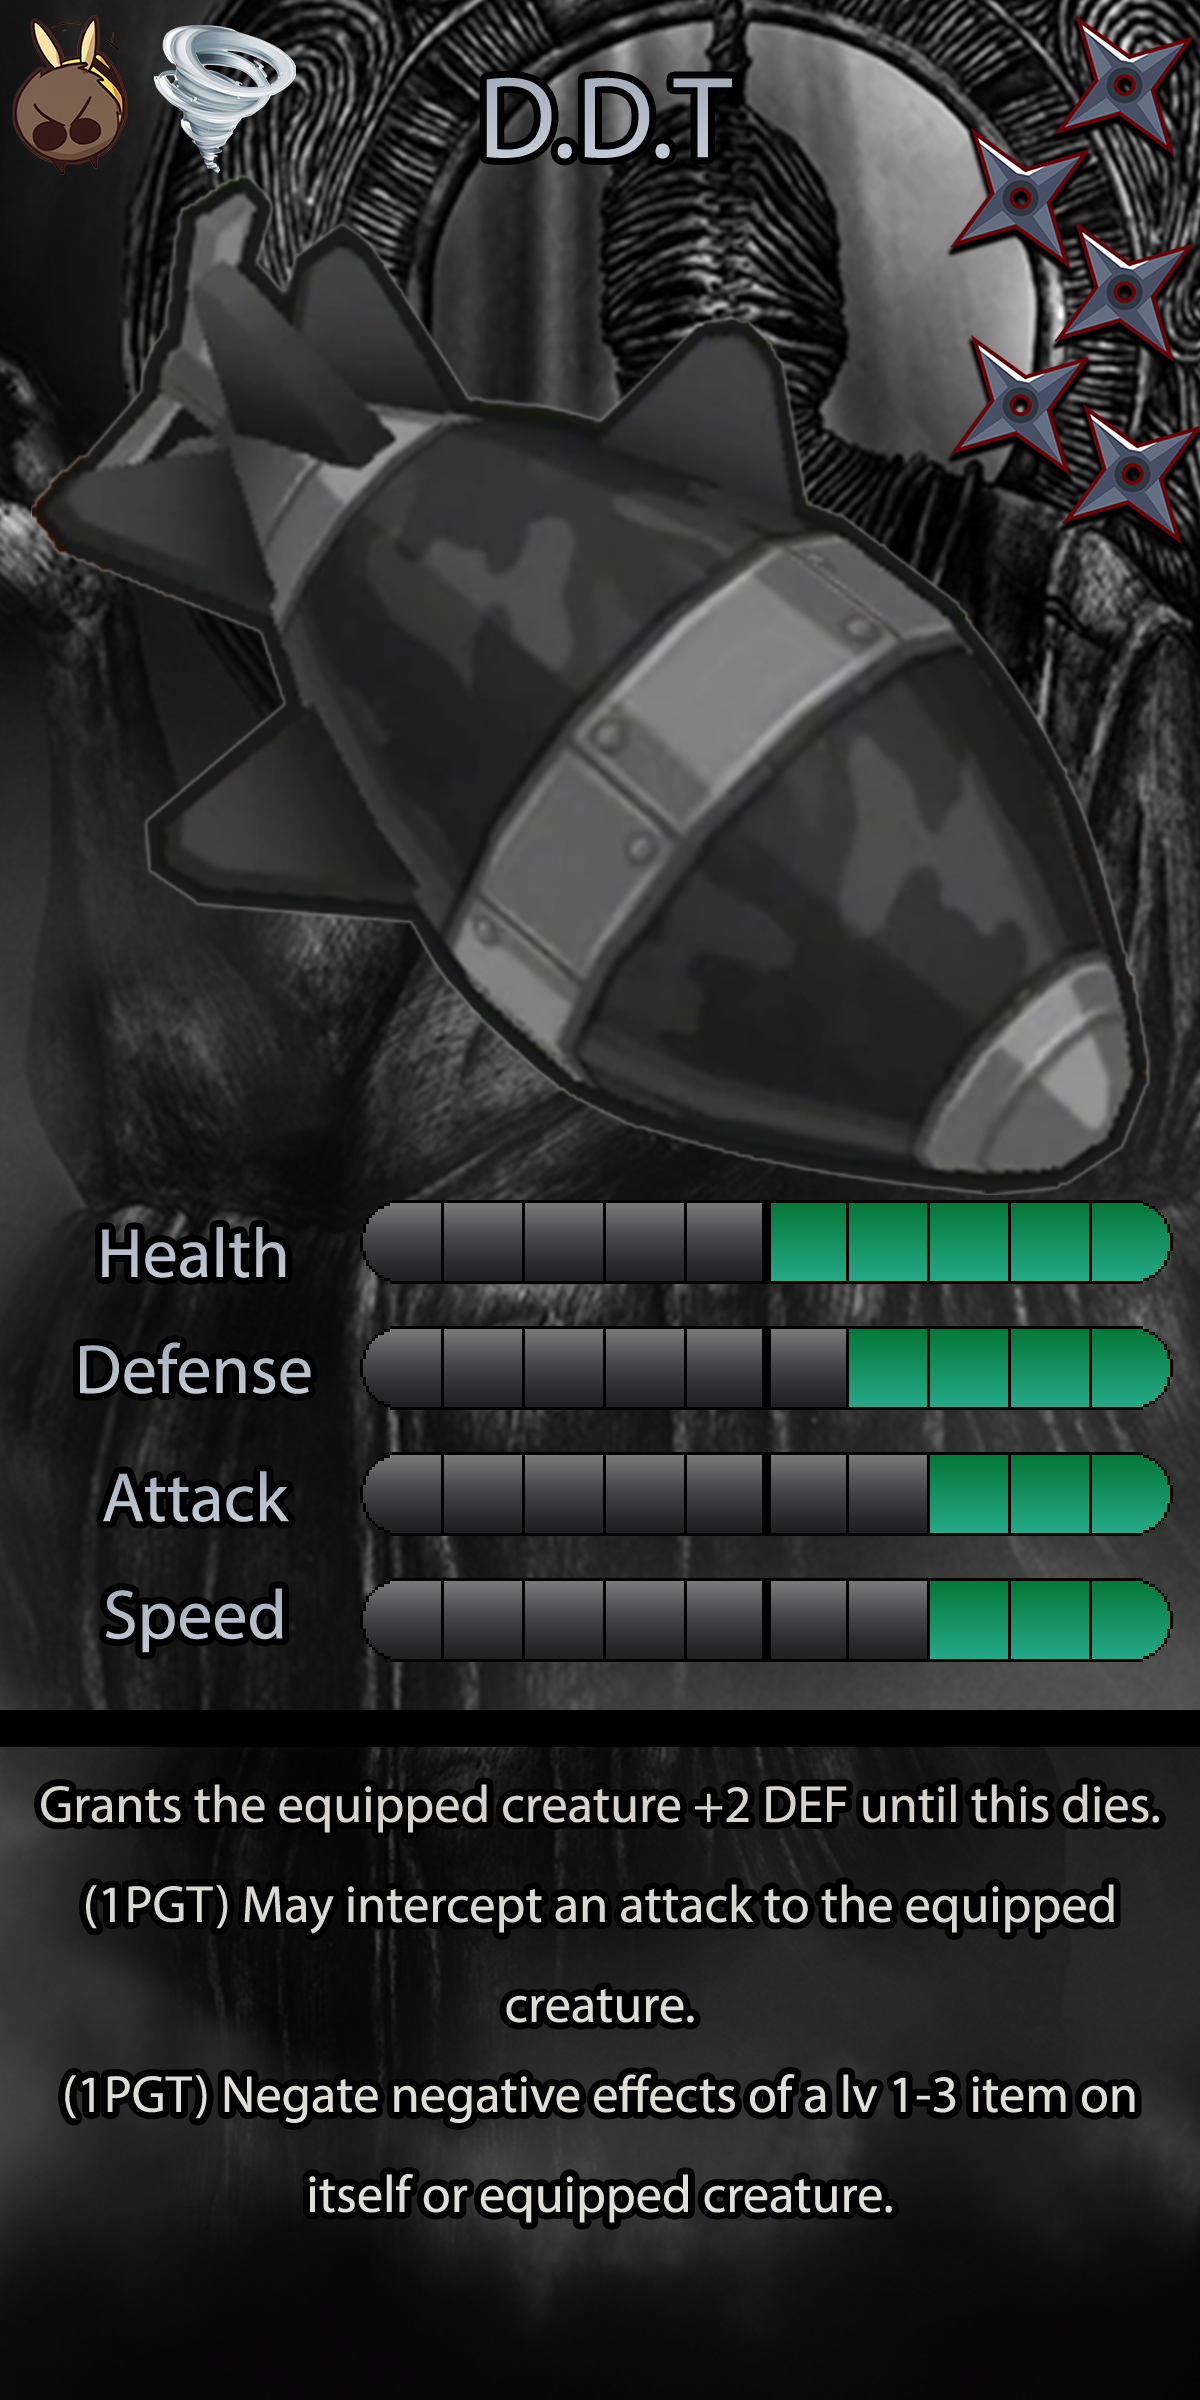 D.D.T
Health
Defense
Attack
Speed
Grants the equipped creature +2 DEF until this dies.
(1PGT) May intercept an attack to the equipped
creature.
(1PGT) Negate negative effects of a lv 1-3 item on
itself or equipped creature.